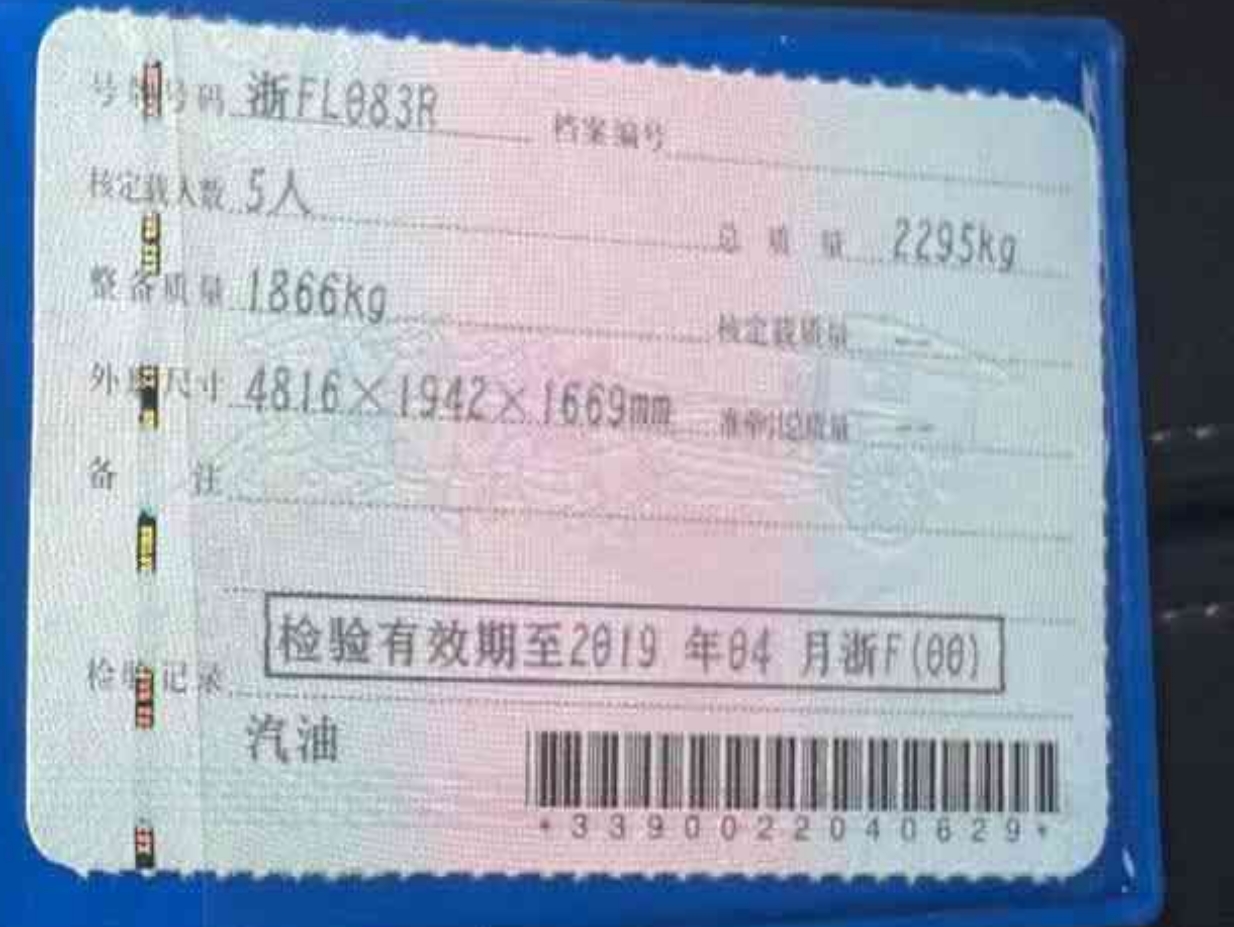 号牌号码 浙FL083R 档案编号
核定载人数 5人
总质量 2295kg
整备质量 1866kg
核定载质量 --
外廓尺寸 4816×1942×1669mm 准牵引总质量 --
备注
检验有效期至2019 年04 月浙F(00)
检验记录
汽油
*3390022040629*